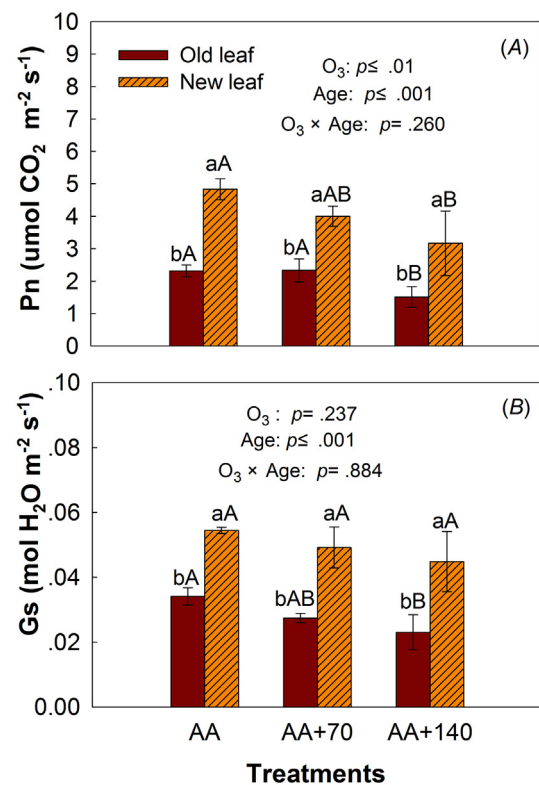 Pn (umol CO₂ m⁻² s⁻¹)
10
9
8
7
6
5
4
3
2
1
0
Old leaf
New leaf
(A)
O₃: p≤ .01
Age: p≤ .001
O₃ × Age: p= .260
bA
aA
bA
aAB
bB
aB
Gs (mol H₂O m⁻² s⁻¹)
.10
.08
.06
.04
.02
0.00
(B)
O₃ : p= .237
Age: p≤ .001
O₃ × Age: p= .884
bA
aA
bAB
aA
bB
aA
AA
AA+70
AA+140
Treatments